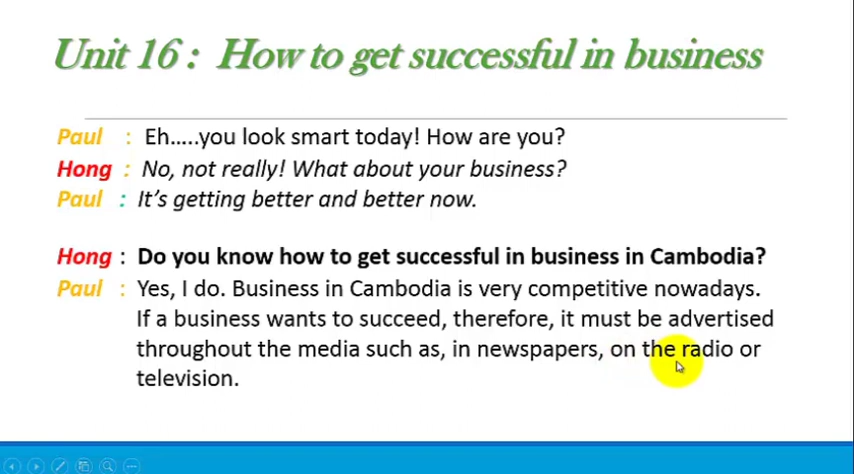 Unit 16 : How to get successful in business
Paul : Eh.....you look smart today! How are you?
Hong : No, not really! What about your business?
Paul : It's getting better and better now.
Hong : Do you know how to get successful in business in Cambodia?
Paul : Yes, I do. Business in Cambodia is very competitive nowadays.
If a business wants to succeed, therefore, it must be advertised
throughout the media such as, in newspapers, on the radio or
television.